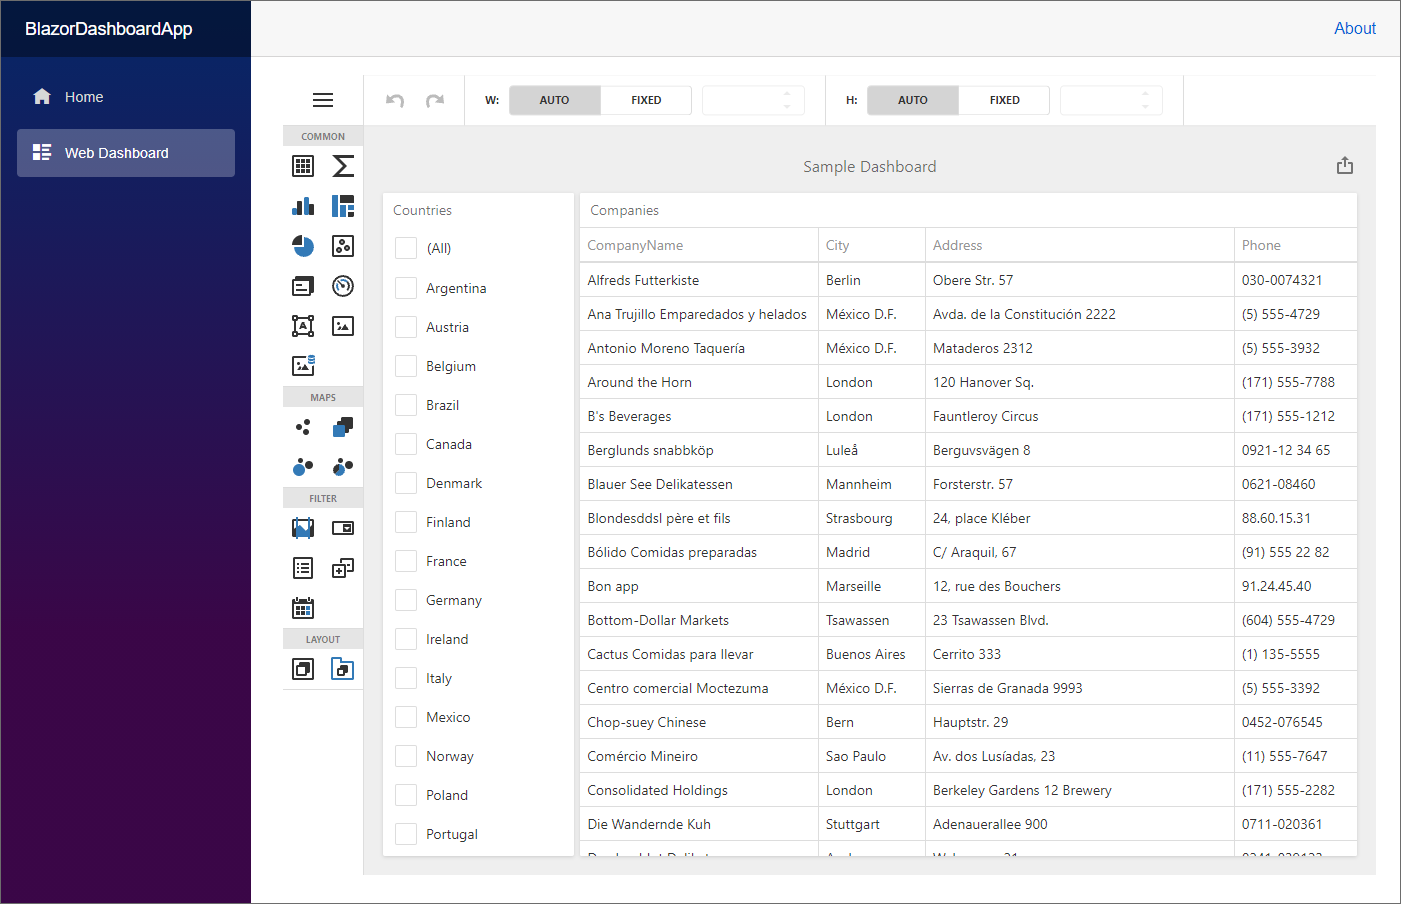 BlazorDashboardApp
About
Home
Web Dashboard
W: AUTO FIXED H: AUTO FIXED
COMMON
MAPS
FILTER
LAYOUT
Sample Dashboard
Countries
(All)
Argentina
Austria
Belgium
Brazil
Canada
Denmark
Finland
France
Germany
Ireland
Italy
Mexico
Norway
Poland
Portugal
Companies
CompanyName City Address Phone
Alfreds Futterkiste Berlin Obere Str. 57 030-0074321
Ana Trujillo Emparedados y helados México D.F. Avda. de la Constitución 2222 (5) 555-4729
Antonio Moreno Taquería México D.F. Mataderos 2312 (5) 555-3932
Around the Horn London 120 Hanover Sq. (171) 555-7788
B's Beverages London Fauntleroy Circus (171) 555-1212
Berglunds snabbköp Luleå Berguvsvägen 8 0921-12 34 65
Blauer See Delikatessen Mannheim Forsterstr. 57 0621-08460
Blondesddsl père et fils Strasbourg 24, place Kléber 88.60.15.31
Bólido Comidas preparadas Madrid C/ Araquil, 67 (91) 555 22 82
Bon app Marseille 12, rue des Bouchers 91.24.45.40
Bottom-Dollar Markets Tsawassen 23 Tsawassen Blvd. (604) 555-4729
Cactus Comidas para llevar Buenos Aires Cerrito 333 (1) 135-5555
Centro comercial Moctezuma México D.F. Sierras de Granada 9993 (5) 555-3392
Chop-suey Chinese Bern Hauptstr. 29 0452-076545
Comércio Mineiro Sao Paulo Av. dos Lusíadas, 23 (11) 555-7647
Consolidated Holdings London Berkeley Gardens 12 Brewery (171) 555-2282
Die Wandernde Kuh Stuttgart Adenauerallee 900 0711-020361